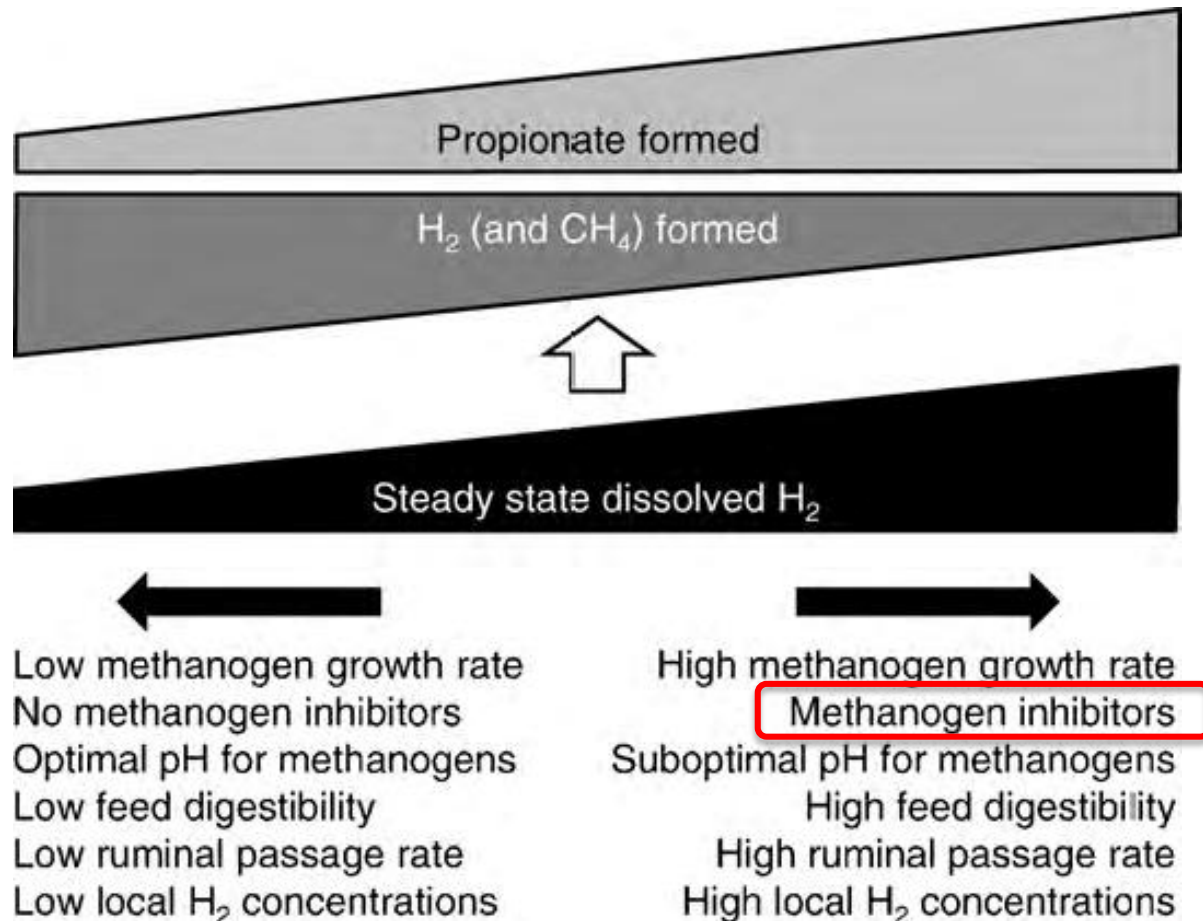 Propionate formed
H₂ (and CH₄) formed
Steady state dissolved H₂
Low methanogen growth rate
No methanogen inhibitors
Optimal pH for methanogens
Low feed digestibility
Low ruminal passage rate
Low local H₂ concentrations
High methanogen growth rate
Methanogen inhibitors
Suboptimal pH for methanogens
High feed digestibility
High ruminal passage rate
High local H₂ concentrations